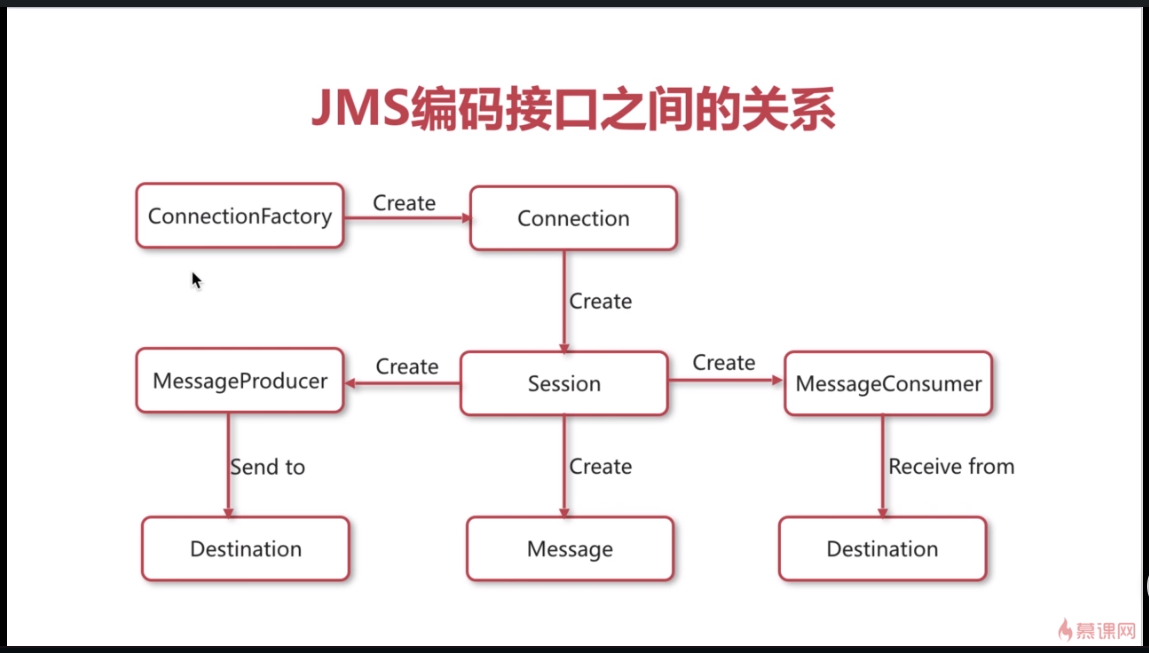 JMS编码接口之间的关系
ConnectionFactory
Create
Connection
Create
MessageProducer
Create
Session
Create
MessageConsumer
Send to
Create
Receive from
Destination
Message
Destination
慕课网